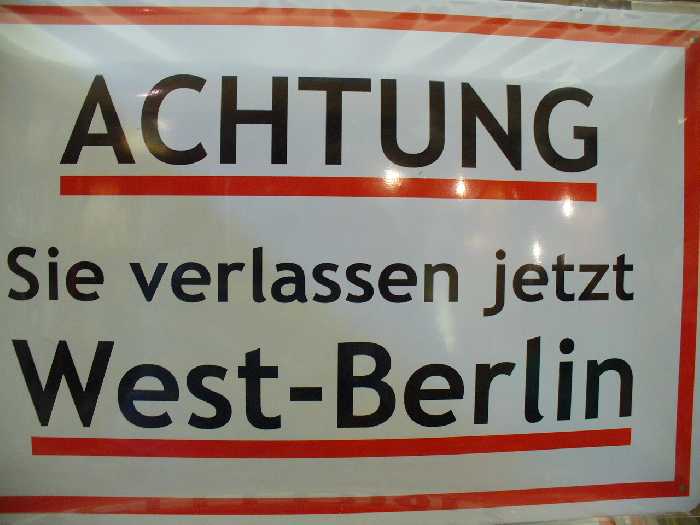 ACHTUNG
Sie verlassen jetzt
West-Berlin